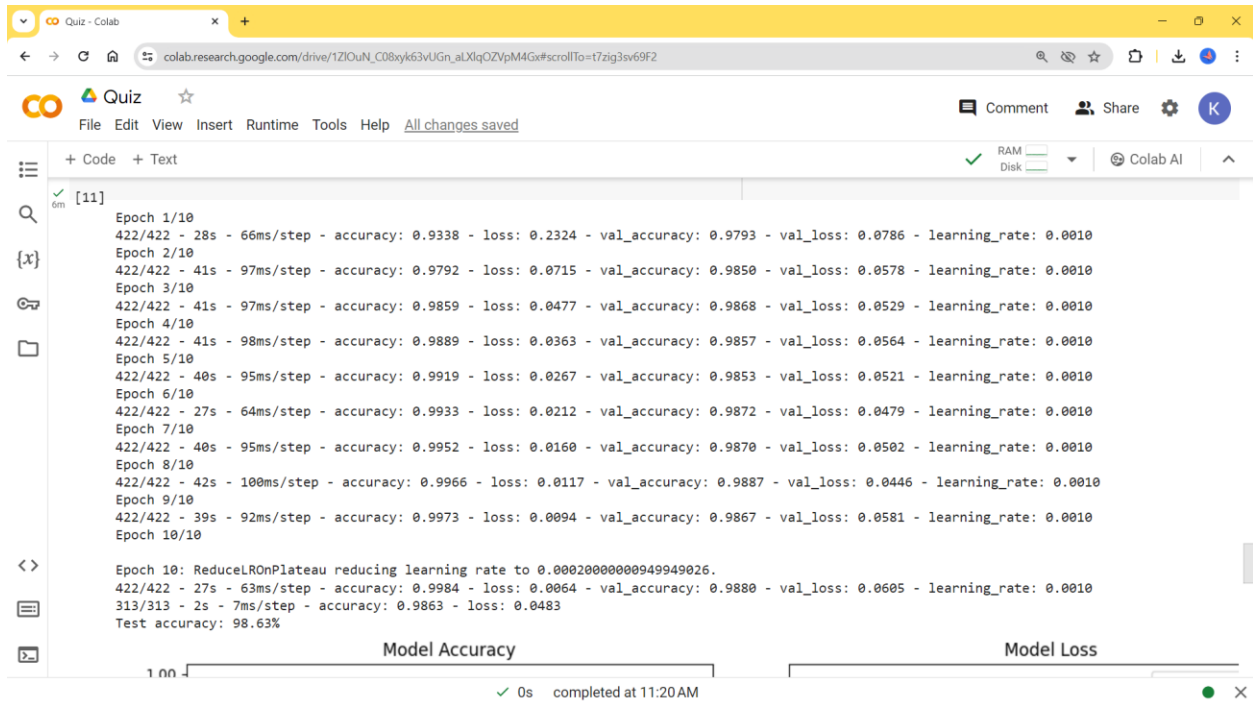 Quiz - Colab
colab.research.google.com/drive/1ZlOuN_C08xyk63vUGn_aLXlqOZVpM4Gx#scrollTo=t7zig3sv69F2
Quiz
Comment Share K
File Edit View Insert Runtime Tools Help All changes saved
+ Code + Text RAM Disk Colab AI
[11]
6m
Epoch 1/10
422/422 - 28s - 66ms/step - accuracy: 0.9338 - loss: 0.2324 - val_accuracy: 0.9793 - val_loss: 0.0786 - learning_rate: 0.0010
Epoch 2/10
422/422 - 41s - 97ms/step - accuracy: 0.9792 - loss: 0.0715 - val_accuracy: 0.9850 - val_loss: 0.0578 - learning_rate: 0.0010
Epoch 3/10
422/422 - 41s - 97ms/step - accuracy: 0.9859 - loss: 0.0477 - val_accuracy: 0.9868 - val_loss: 0.0529 - learning_rate: 0.0010
Epoch 4/10
422/422 - 41s - 98ms/step - accuracy: 0.9889 - loss: 0.0363 - val_accuracy: 0.9857 - val_loss: 0.0564 - learning_rate: 0.0010
Epoch 5/10
422/422 - 40s - 95ms/step - accuracy: 0.9919 - loss: 0.0267 - val_accuracy: 0.9853 - val_loss: 0.0521 - learning_rate: 0.0010
Epoch 6/10
422/422 - 27s - 64ms/step - accuracy: 0.9933 - loss: 0.0212 - val_accuracy: 0.9872 - val_loss: 0.0479 - learning_rate: 0.0010
Epoch 7/10
422/422 - 40s - 95ms/step - accuracy: 0.9952 - loss: 0.0160 - val_accuracy: 0.9870 - val_loss: 0.0502 - learning_rate: 0.0010
Epoch 8/10
422/422 - 42s - 100ms/step - accuracy: 0.9966 - loss: 0.0117 - val_accuracy: 0.9887 - val_loss: 0.0446 - learning_rate: 0.0010
Epoch 9/10
422/422 - 39s - 92ms/step - accuracy: 0.9973 - loss: 0.0094 - val_accuracy: 0.9867 - val_loss: 0.0581 - learning_rate: 0.0010
Epoch 10/10
Epoch 10: ReduceLROnPlateau reducing learning rate to 0.00020000000949949026.
422/422 - 27s - 63ms/step - accuracy: 0.9984 - loss: 0.0064 - val_accuracy: 0.9880 - val_loss: 0.0605 - learning_rate: 0.0010
313/313 - 2s - 7ms/step - accuracy: 0.9863 - loss: 0.0483
Test accuracy: 98.63%
Model Accuracy Model Loss
1.00
0s completed at 11:20 AM